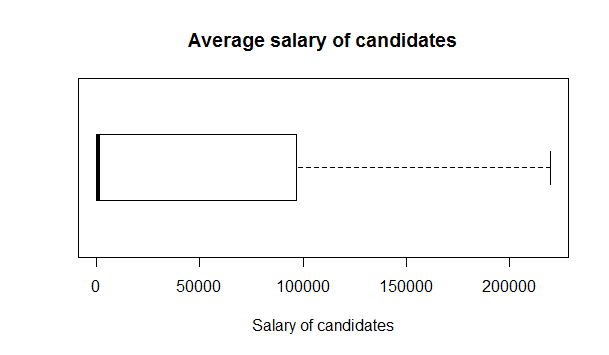 Average salary of candidates
0 50000 100000 150000 200000
Salary of candidates